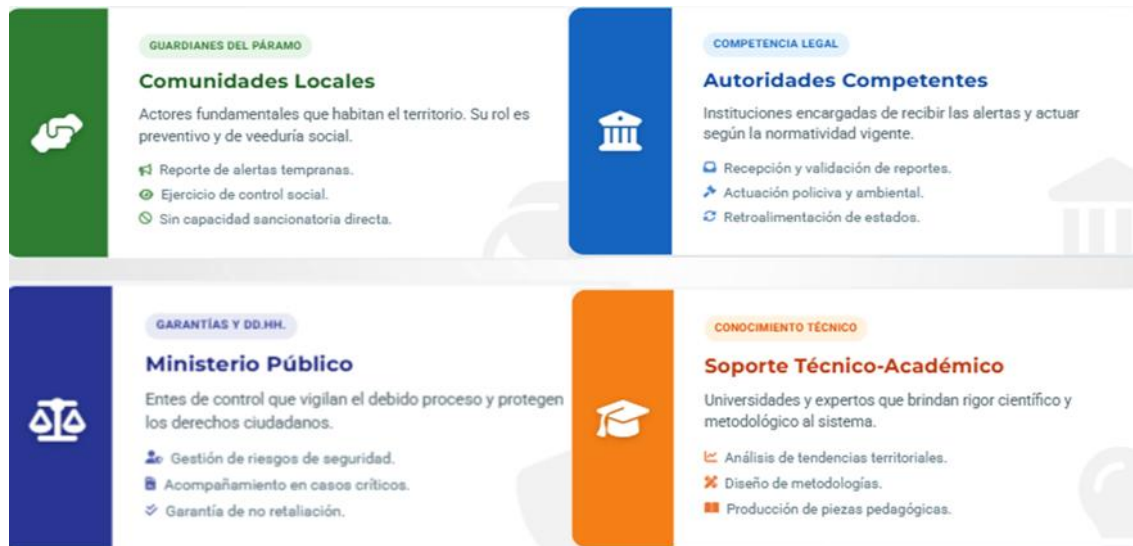 GUARDIANES DEL PÁRAMO
Comunidades Locales
Actores fundamentales que habitan el territorio. Su rol es
preventivo y de veeduría social.
Reporte de alertas tempranas.
Ejercicio de control social.
Sin capacidad sancionatoria directa.
COMPETENCIA LEGAL
Autoridades Competentes
Instituciones encargadas de recibir las alertas y actuar
según la normatividad vigente.
Recepción y validación de reportes.
Actuación policiva y ambiental.
Retroalimentación de estados.
GARANTÍAS Y DD.HH.
Ministerio Público
Entes de control que vigilan el debido proceso y protegen
los derechos ciudadanos.
Gestión de riesgos de seguridad.
Acompañamiento en casos críticos.
Garantía de no retaliación.
CONOCIMIENTO TÉCNICO
Soporte Técnico-Académico
Universidades y expertos que brindan rigor científico y
metodológico al sistema.
Análisis de tendencias territoriales.
Diseño de metodologías.
Producción de piezas pedagógicas.